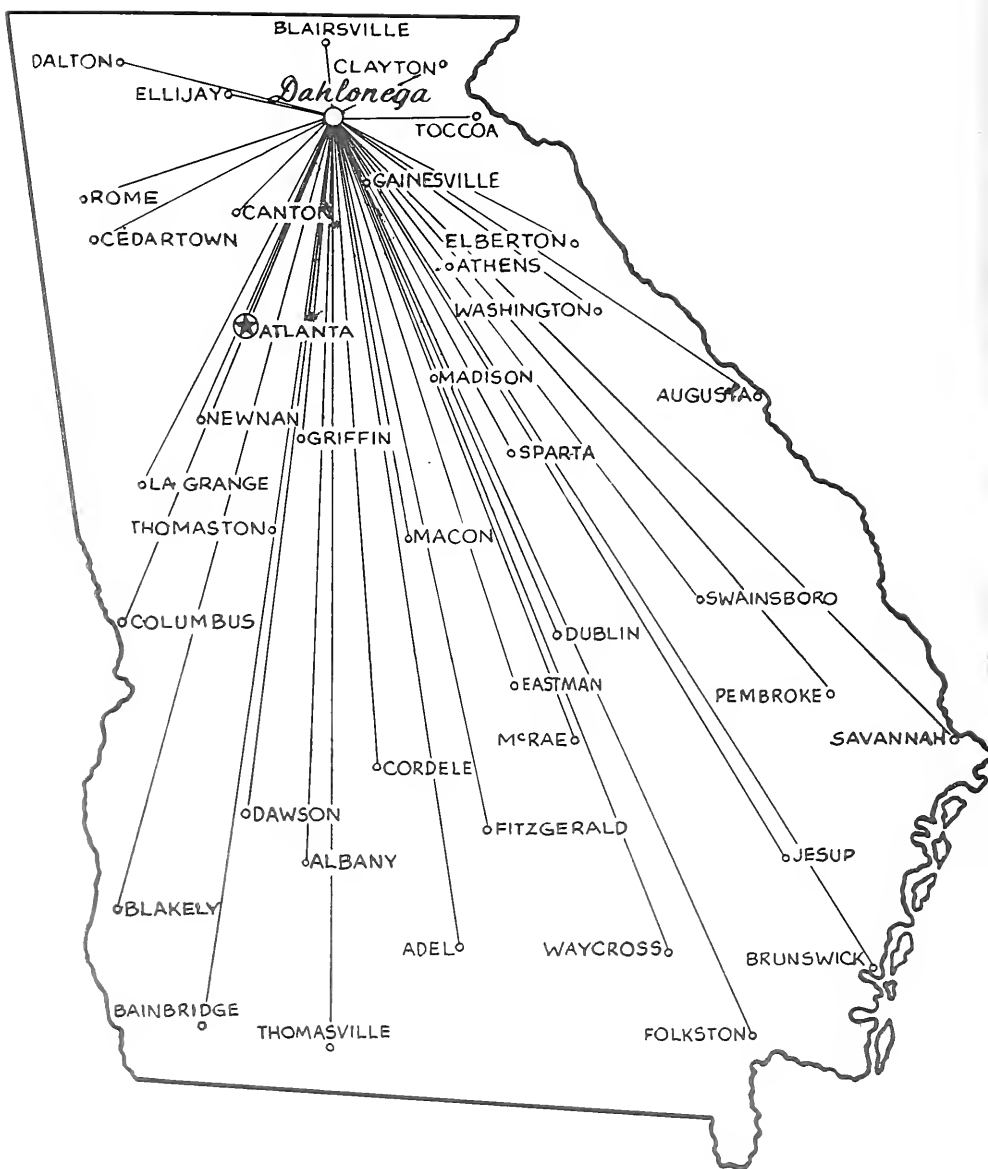 BLAIRSVILLE
DALTON
CLAYTON
ELLIJAY
Dahlonega
TOCCOA
GAINESVILLE
ROME
CANTON
CEDARTOWN
ELBERTON
ATHENS
WASHINGTON
ATLANTA
MADISON
AUGUSTA
NEWNAN
GRIFFIN
SPARTA
LA GRANGE
THOMASTON
MACON
SWAINSBORO
COLUMBUS
DUBLIN
EASTMAN
PEMBROKE
McRAE
SAVANNAH
CORDELE
DAWSON
FITZGERALD
ALBANY
JESUP
BLAKELY
ADEL
WAYCROSS
BRUNSWICK
BAINBRIDGE
THOMASVILLE
FOLKSTON